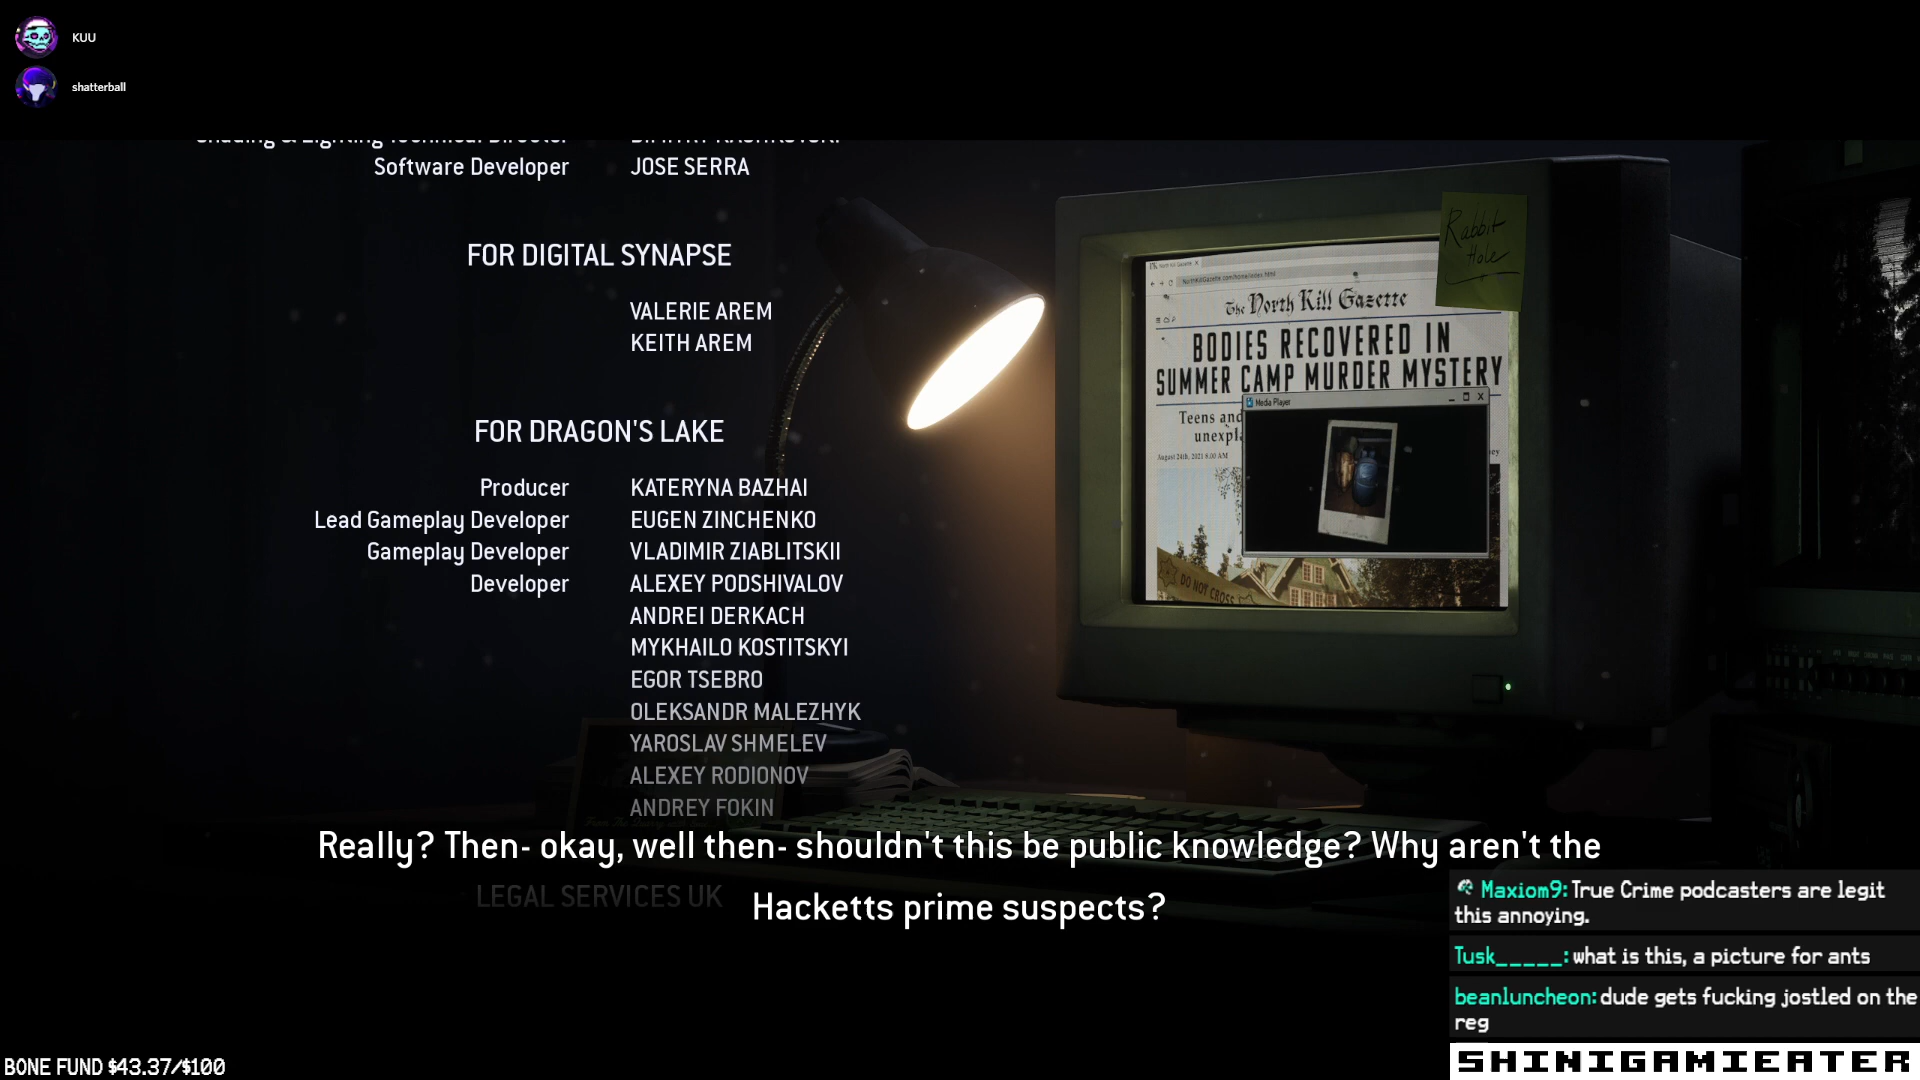 KUU
shatterball
Software Developer JOSE SERRA
FOR DIGITAL SYNAPSE
VALERIE AREM
KEITH AREM
FOR DRAGON'S LAKE
Producer KATERYNA BAZHAI
Lead Gameplay Developer EUGEN ZINCHENKO
Gameplay Developer VLADIMIR ZIABLITSKII
Developer ALEXEY PODSHIVALOV
ANDREI DERKACH
MYKHAILO KOSTITSKYI
EGOR TSEBRO
OLEKSANDR MALEZHYK
YAROSLAV SHMELEV
ALEXEY RODIONOV
ANDREY FOKIN
LEGAL SERVICES UK
Rabbit
Hole
The North Kill Gazette
BODIES RECOVERED IN
SUMMER CAMP MURDER MYSTERY
Teens and
unexpl
August 24th, 2021 8.00 AM
Media Player
DO NOT CROSS
Really? Then- okay, well then- shouldn't this be public knowledge? Why aren't the
Hacketts prime suspects?
Maxiom9: True Crime podcasters are legit
this annoying.
Tusk_____: what is this, a picture for ants
beanluncheon: dude gets fucking jostled on the
reg
BONE FUND $43.37/$100
SHINIGAMIEATER